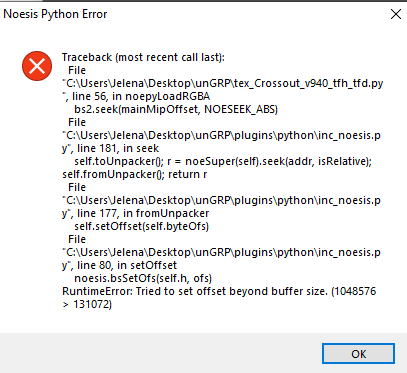 Noesis Python Error
Traceback (most recent call last):
File
"C:\Users\Jelena\Desktop\unGRP\tex_Crossout_v940_tfh_tfd.py
", line 56, in noepyLoadRGBA
bs2.seek(mainMipOffset, NOESEEK_ABS)
File
"C:\Users\Jelena\Desktop\unGRP\plugins\python\inc_noesis.p
y", line 181, in seek
self.toUnpacker(); r = noeSuper(self).seek(addr, isRelative);
self.fromUnpacker(); return r
File
"C:\Users\Jelena\Desktop\unGRP\plugins\python\inc_noesis.p
y", line 177, in fromUnpacker
self.setOffset(self.byteOfs)
File
"C:\Users\Jelena\Desktop\unGRP\plugins\python\inc_noesis.p
y", line 80, in setOffset
noesis.bsSetOfs(self.h, ofs)
RuntimeError: Tried to set offset beyond buffer size. (1048576
> 131072)
OK